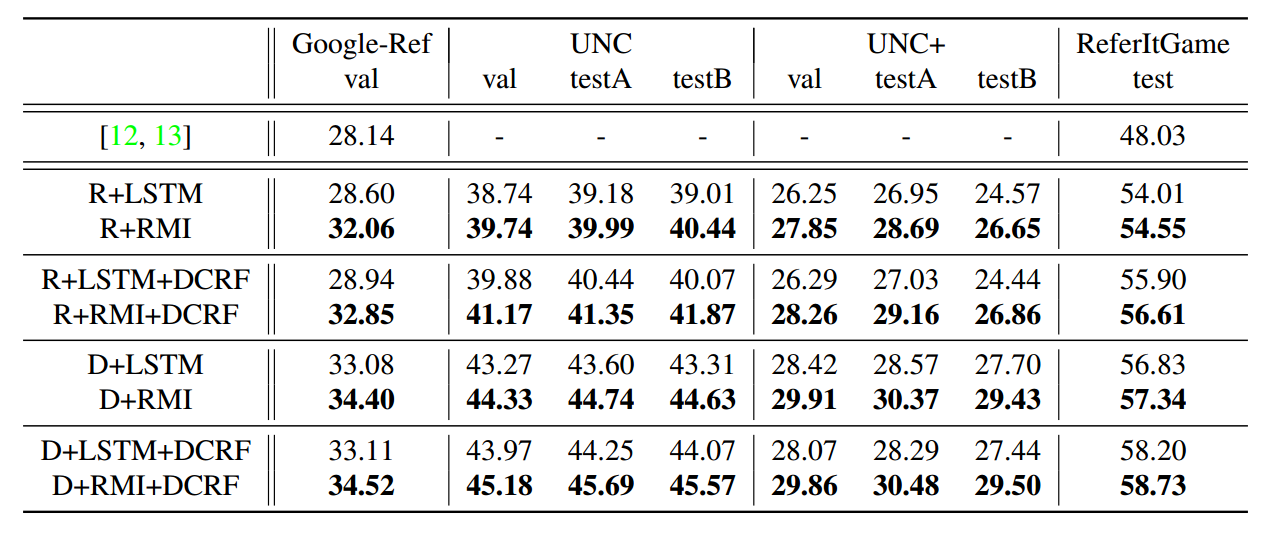 Google-Ref UNC UNC+ ReferItGame
val val testA testB val testA testB test
[12, 13] 28.14 - - - - - - 48.03
R+LSTM 28.60 38.74 39.18 39.01 26.25 26.95 24.57 54.01
R+RMI 32.06 39.74 39.99 40.44 27.85 28.69 26.65 54.55
R+LSTM+DCRF 28.94 39.88 40.44 40.07 26.29 27.03 24.44 55.90
R+RMI+DCRF 32.85 41.17 41.35 41.87 28.26 29.16 26.86 56.61
D+LSTM 33.08 43.27 43.60 43.31 28.42 28.57 27.70 56.83
D+RMI 34.40 44.33 44.74 44.63 29.91 30.37 29.43 57.34
D+LSTM+DCRF 33.11 43.97 44.25 44.07 28.07 28.29 27.44 58.20
D+RMI+DCRF 34.52 45.18 45.69 45.57 29.86 30.48 29.50 58.73